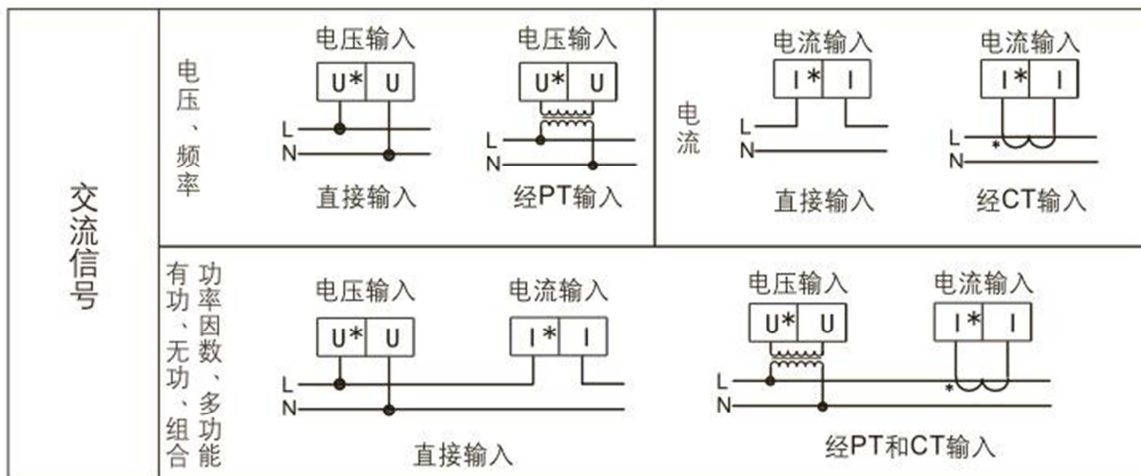 交流信号
电压、频率
电压输入
U* U
L
N
直接输入
电压输入
U* U
L
N
经PT输入
电流
电流输入
I* I
L
N
直接输入
电流输入
I* I
L
*
N
经CT输入
功率因数、多功能
有功、无功、组合
电压输入
U* U
电流输入
I* I
L
N
直接输入
电压输入
U* U
电流输入
I* I
L
*
N
经PT和CT输入